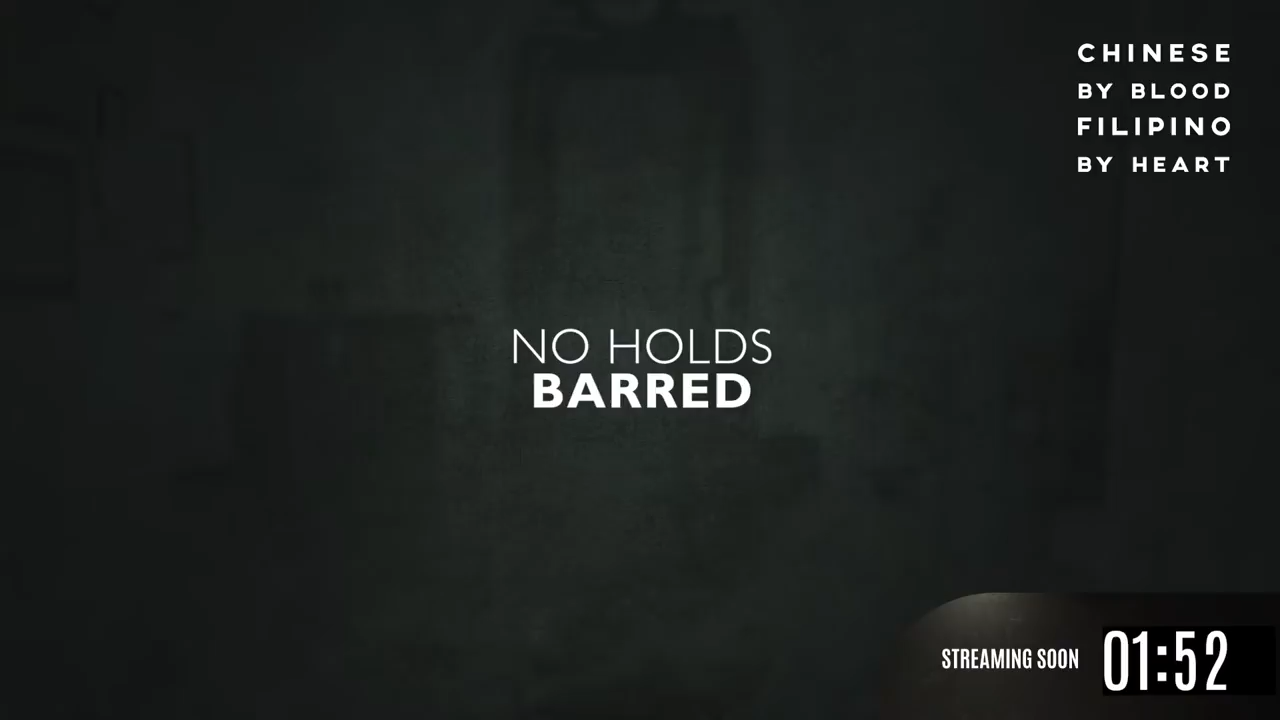 CHINESE
BY BLOOD
FILIPINO
BY HEART
NO HOLDS
BARRED
STREAMING SOON
01:52